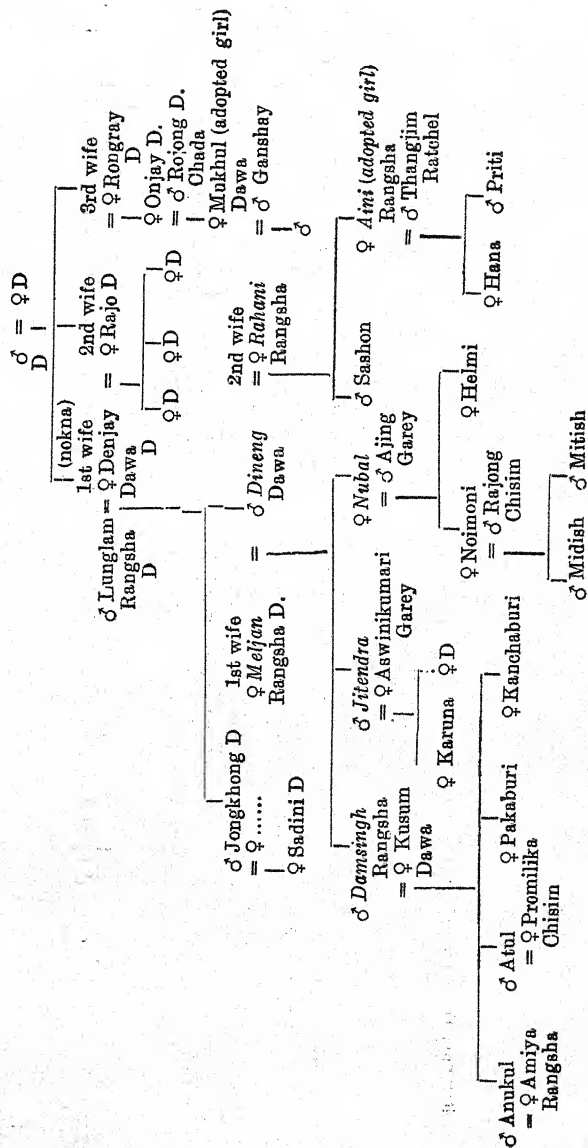 ♂ = ♀ D
D
(nokna)
1st wife 2nd wife 3rd wife
♂ Lunglam = ♀ Denjay = ♀ Rajo D = ♀ Rongray
Rangsha Dawa D
D D
♀ D ♀ D ♀ D
♀ Onjay D.
= ♂ Rojong D.
Chada
♀ Mukhul (adopted girl)
Dawa
= ♂ Ganshay
♂
♂ Jongkhong D
= ♀ ......
♀ Sadini D
1st wife 2nd wife
♀ Meljan = ♂ Dineng = ♀ Rahani
Rangsha D. Dawa Rangsha
♂ Damsingh ♂ Jitendra ♀ Nubal ♂ Sashon ♀ Aini (adopted girl)
Rangsha = ♀ Aswinikumari = ♂ Ajing Rangsha
= ♀ Kusum Garey Garey = ♂ Thangjim
Dawa Ratchel
♀ Karuna ♀ D
♀ Noimoni ♀ Helmi ♀ Hana ♂ Priti
= ♂ Rajong
Chisim
♂ Anukul ♂ Atul ♀ Pakaburi ♀ Kanchaburi
= ♀ Amiya = ♀ Promilika
Rangsha Chisim
♂ Midish ♂ Mitish